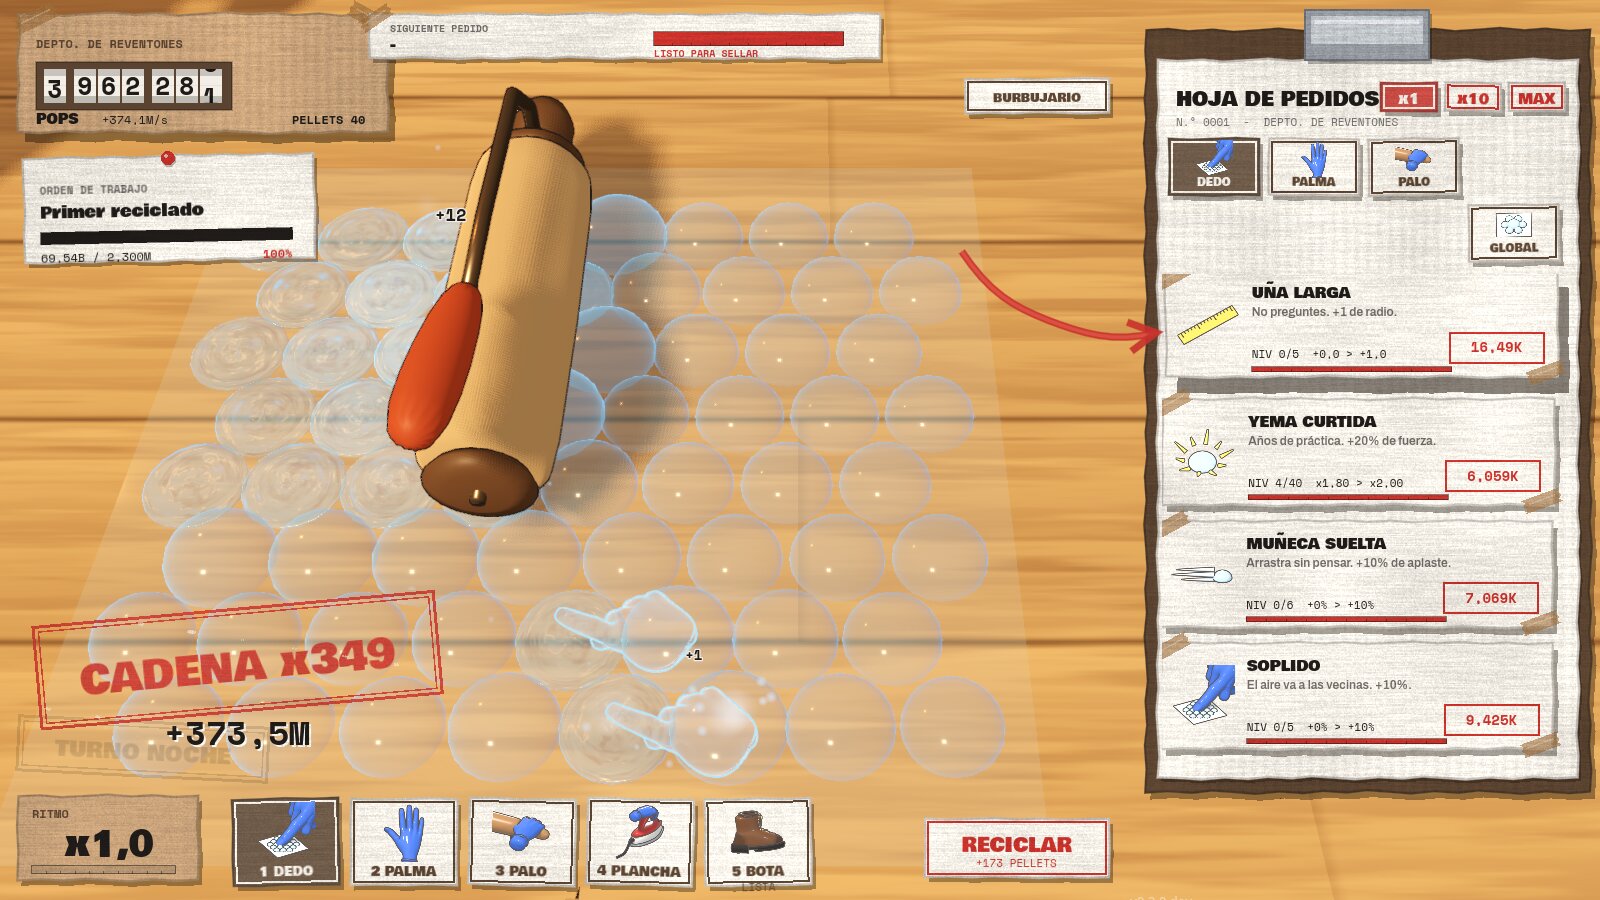 DEPTO. DE REVENTONES
3 962 28
POPS +374,1M/s PELLETS 40
SIGUIENTE PEDIDO
-
LISTO PARA SELLAR
BURBUJARIO
ORDEN DE TRABAJO
Primer reciclado
69,54B / 2,300M 100%
+12
+1
CADENA x349
+373,5M
TURNO NOCHE
RITMO
x1,0
1 DEDO
2 PALMA
3 PALO
4 PLANCHA
5 BOTA
LISTA
RECICLAR
+173 PELLETS
HOJA DE PEDIDOS x1 x10 MAX
N.° 0001 - DEPTO. DE REVENTONES
DEDO
PALMA
PALO
GLOBAL
UÑA LARGA
No preguntes. +1 de radio.
NIV 0/5 +0,0 > +1,0
16,49K
YEMA CURTIDA
Años de práctica. +20% de fuerza.
NIV 4/40 x1,80 > x2,00
6,059K
MUÑECA SUELTA
Arrastra sin pensar. +10% de aplaste.
NIV 0/6 +0% > +10%
7,069K
SOPLIDO
El aire va a las vecinas. +10%.
NIV 0/5 +0% > +10%
9,425K